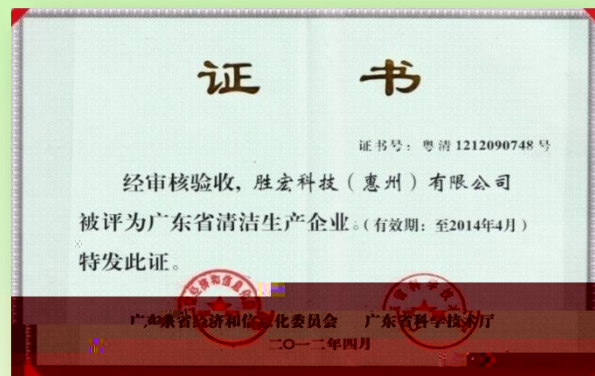 证 书
证书号：粤清1212090748号
经审核验收，胜宏科技（惠州）有限公司
被评为广东省清洁生产企业。（有效期：至2014年4月）
特发此证。
广东省经济和信息化委员会 广东省科学技术厅
二〇一二年四月